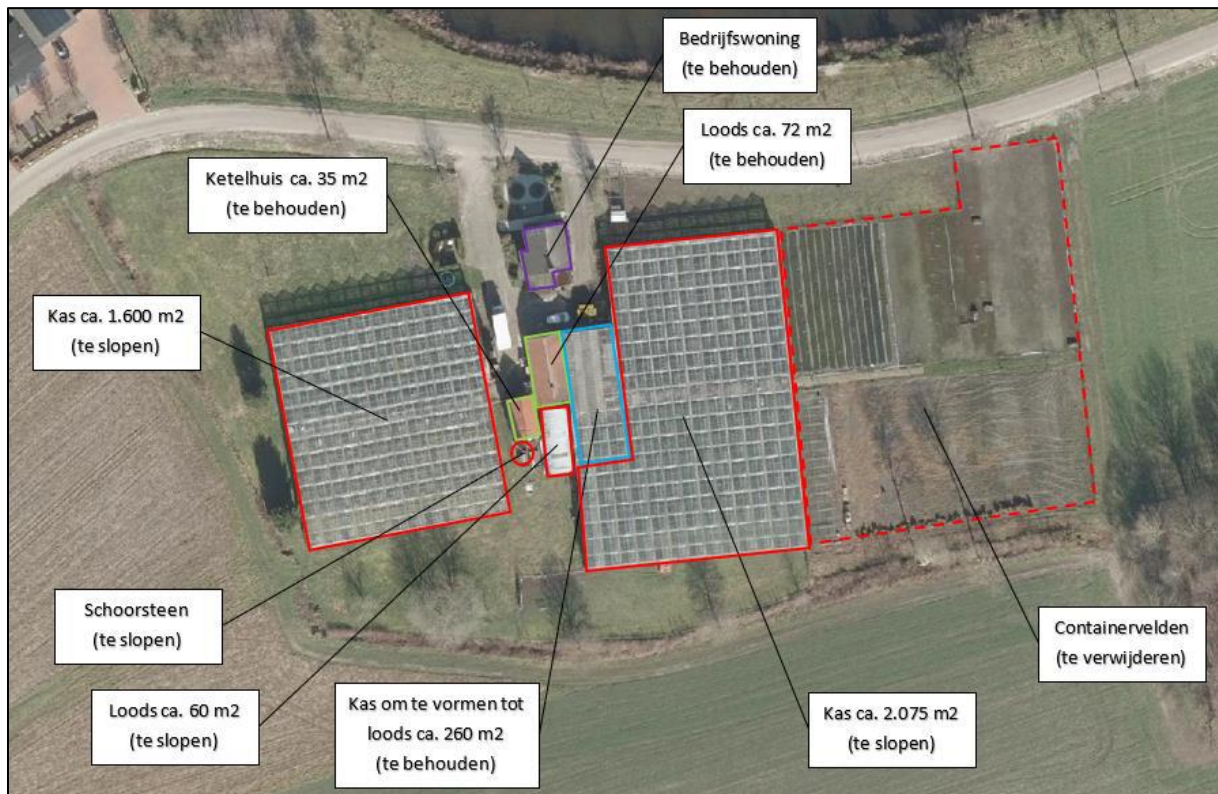 Bedrijfswoning
(te behouden)
Loods ca. 72 m2
(te behouden)
Ketelhuis ca. 35 m2
(te behouden)
Kas ca. 1.600 m2
(te slopen)
Schoorsteen
(te slopen)
Loods ca. 60 m2
(te slopen)
Kas om te vormen tot
loods ca. 260 m2
(te behouden)
Kas ca. 2.075 m2
(te slopen)
Containervelden
(te verwijderen)